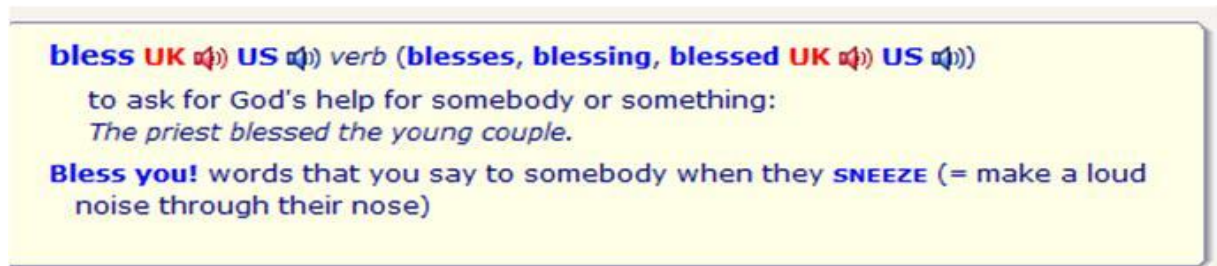 bless UK US verb (blesses, blessing, blessed UK US)
to ask for God's help for somebody or something:
The priest blessed the young couple.
Bless you! words that you say to somebody when they SNEEZE (= make a loud
noise through their nose)